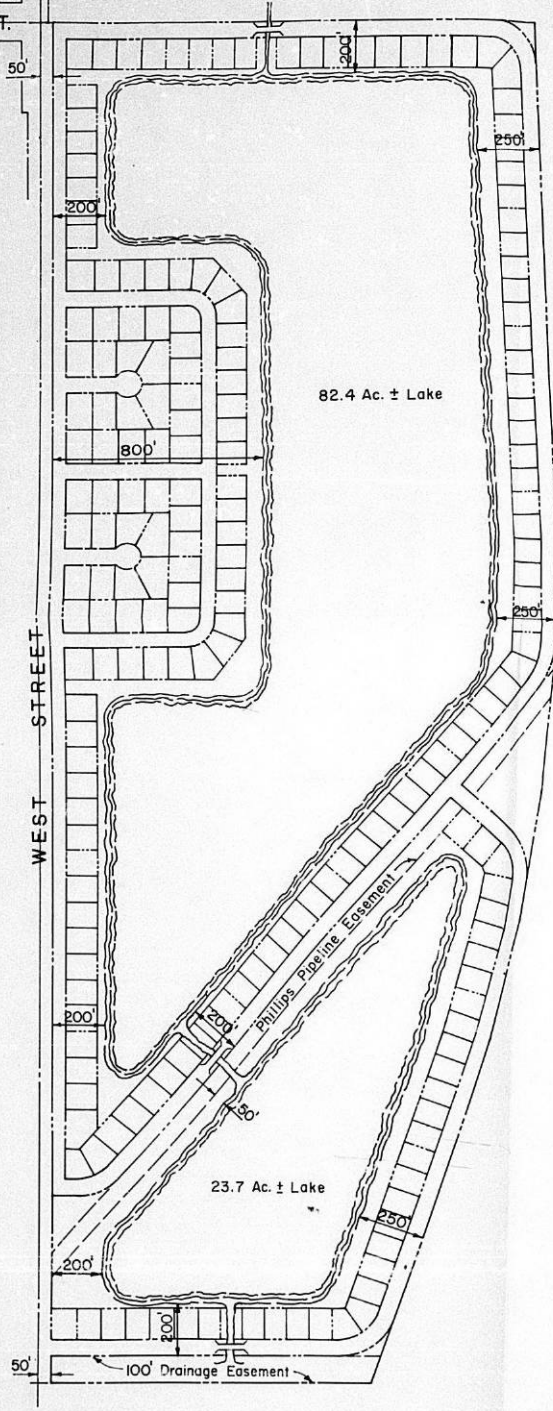 T.
50'
200'
250'
200'
82.4 Ac. ± Lake
800'
250'
WEST STREET
Phillips Pipeline Easement
200'
200'
50'
23.7 Ac. ± Lake
250'
200'
200'
100' Drainage Easement
50'